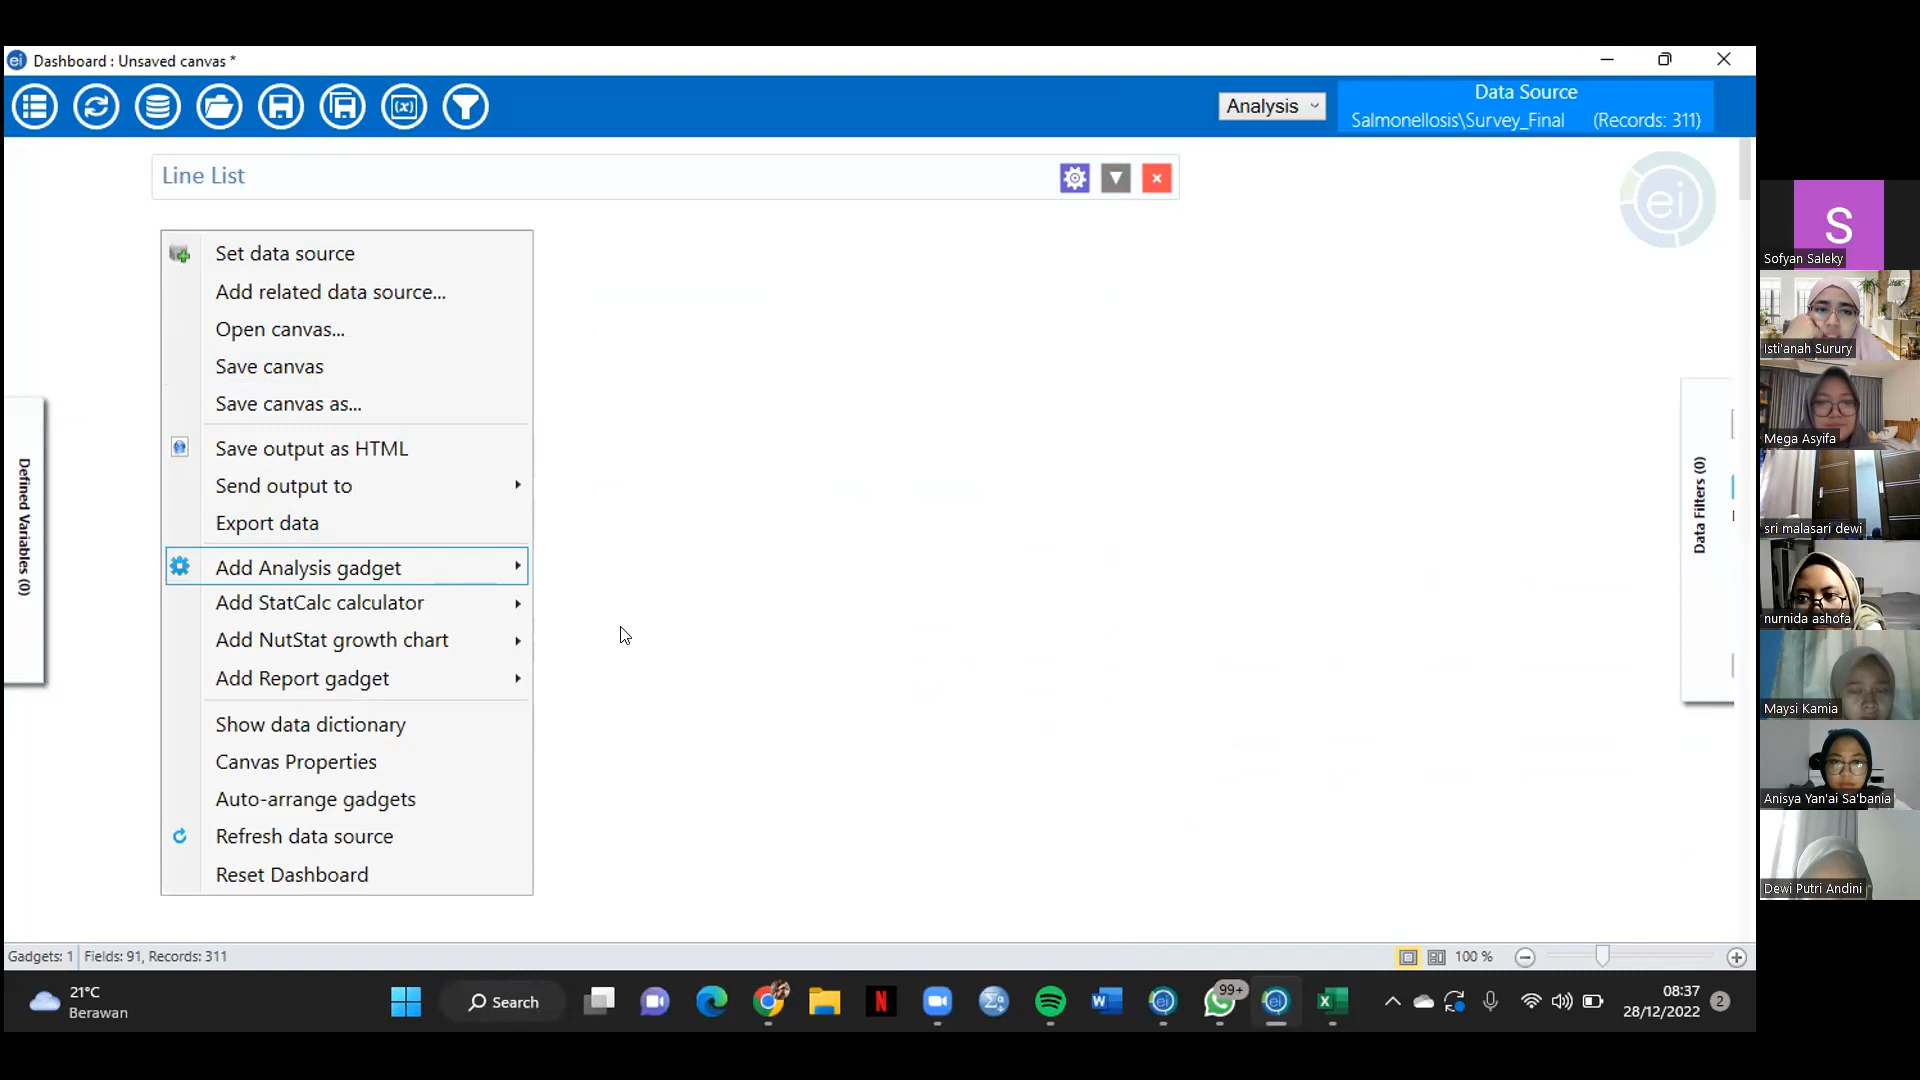 ei Dashboard : Unsaved canvas *
Analysis
Data Source
Salmonellosis\Survey_Final (Records: 311)
Line List
ei
Set data source
Add related data source...
Open canvas...
Save canvas
Save canvas as...
Save output as HTML
Send output to
Export data
Add Analysis gadget
Add StatCalc calculator
Add NutStat growth chart
Add Report gadget
Show data dictionary
Canvas Properties
Auto-arrange gadgets
Refresh data source
Reset Dashboard
Defined Variables (0)
Data Filters (0)
Gadgets: 1
Fields: 91, Records: 311
100 %
21°C
Berawan
Search
99+
08:37
28/12/2022
2
S
Sofyan Saleky
Isti'anah Surury
Mega Asyifa
sri malasari dewi
nurnida ashofa
Maysi Kamia
Anisya Yan'ai Sa'bania
Dewi Putri Andini